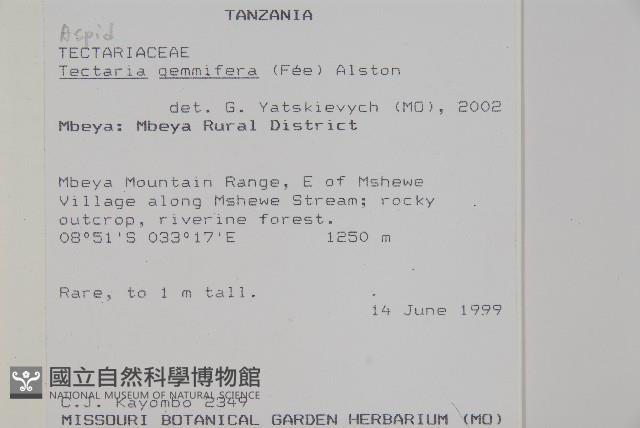 TANZANIA
Aspid
TECTARIACEAE
Tectaria gemmifera (Fée) Alston
det. G. Yatskievych (MO), 2002
Mbeya: Mbeya Rural District
Mbeya Mountain Range, E of Mshewe
Village along Mshewe Stream; rocky
outcrop, riverine forest.
08°51'S 033°17'E 1250 m
Rare, to 1 m tall.
14 June 1999
國立自然科學博物館
NATIONAL MUSEUM OF NATURAL SCIENCE
C.J. Kayombo 2349
MISSOURI BOTANICAL GARDEN HERBARIUM (MO)